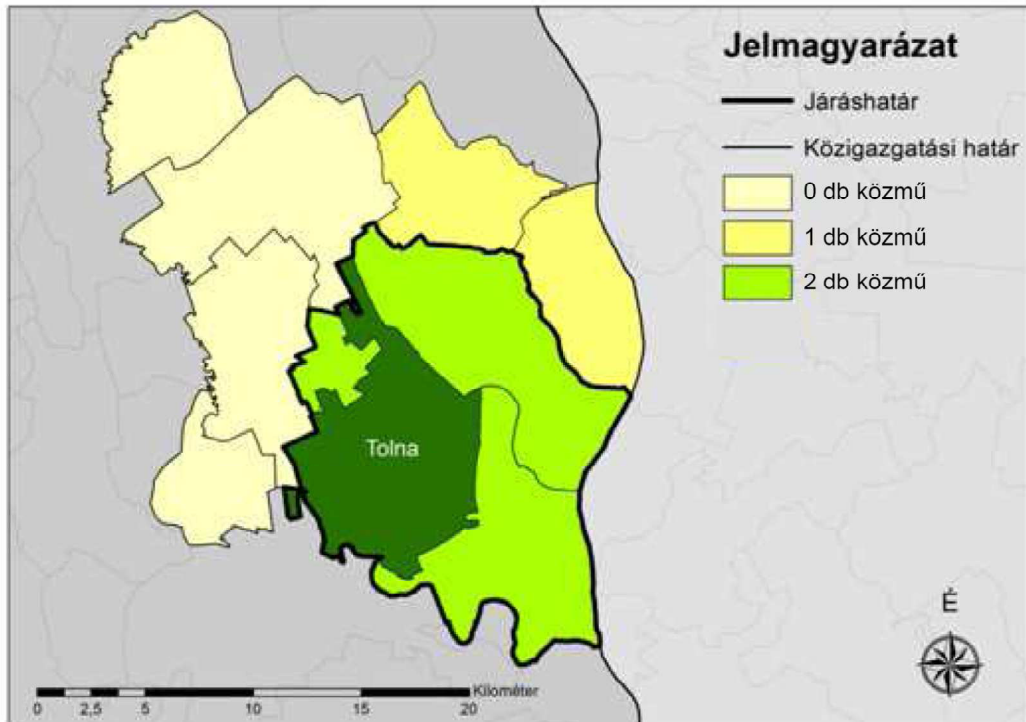 Jelmagyarázat
Járáshatár
Közigazgatási határ
0 db közmű
1 db közmű
2 db közmű
Tolna
É
Kilométer
0 2,5 5 10 15 20